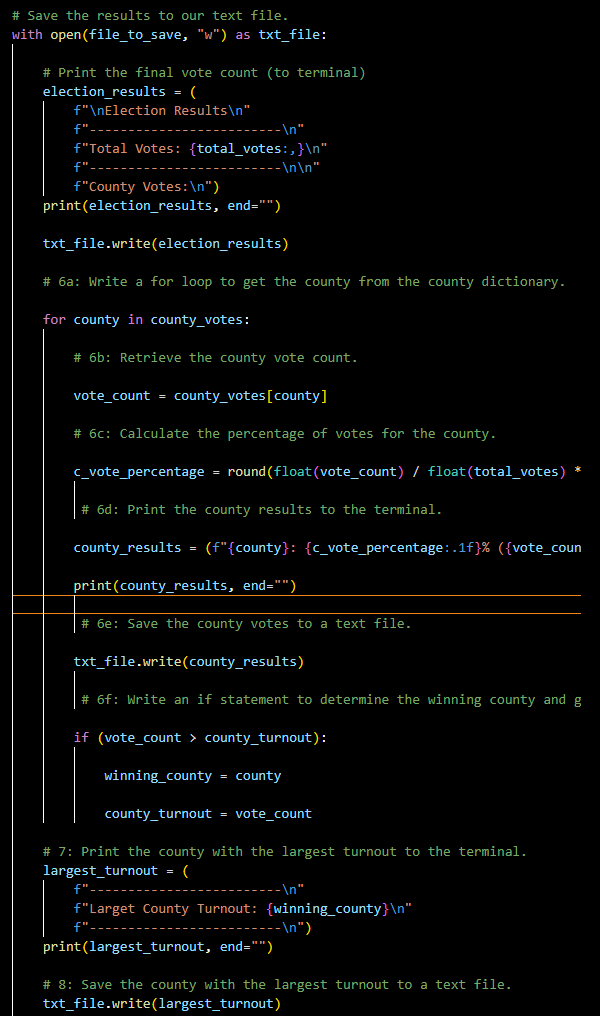 # Save the results to our text file.
with open(file_to_save, "w") as txt_file:
# Print the final vote count (to terminal)
election_results = (
f"\nElection Results\n"
f"-------------------------\n"
f"Total Votes: {total_votes:,}\n"
f"-------------------------\n\n"
f"County Votes:\n")
print(election_results, end="")
txt_file.write(election_results)
# 6a: Write a for loop to get the county from the county dictionary.
for county in county_votes:
# 6b: Retrieve the county vote count.
vote_count = county_votes[county]
# 6c: Calculate the percentage of votes for the county.
c_vote_percentage = round(float(vote_count) / float(total_votes) *
# 6d: Print the county results to the terminal.
county_results = (f"{county}: {c_vote_percentage:.1f}% ({vote_coun
print(county_results, end="")
# 6e: Save the county votes to a text file.
txt_file.write(county_results)
# 6f: Write an if statement to determine the winning county and g
if (vote_count > county_turnout):
winning_county = county
county_turnout = vote_count
# 7: Print the county with the largest turnout to the terminal.
largest_turnout = (
f"-------------------------\n"
f"Larget County Turnout: {winning_county}\n"
f"-------------------------\n")
print(largest_turnout, end="")
# 8: Save the county with the largest turnout to a text file.
txt_file.write(largest_turnout)